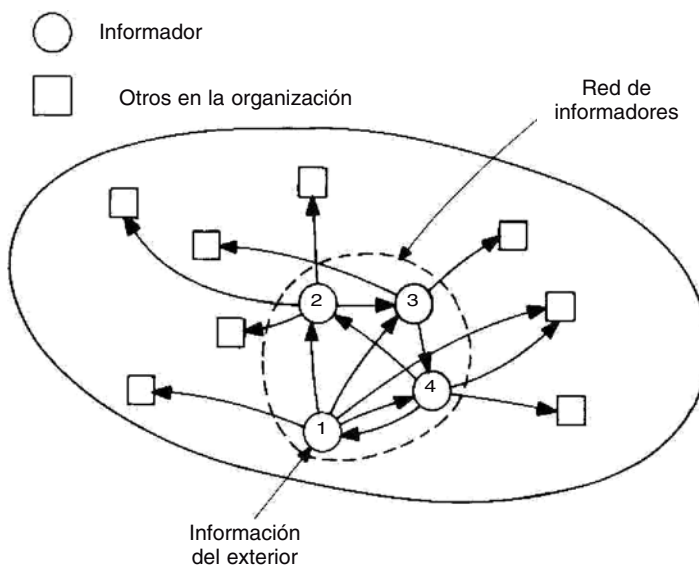 Informador
Otros en la organización
Red de
informadores
2
3
4
1
Información
del exterior